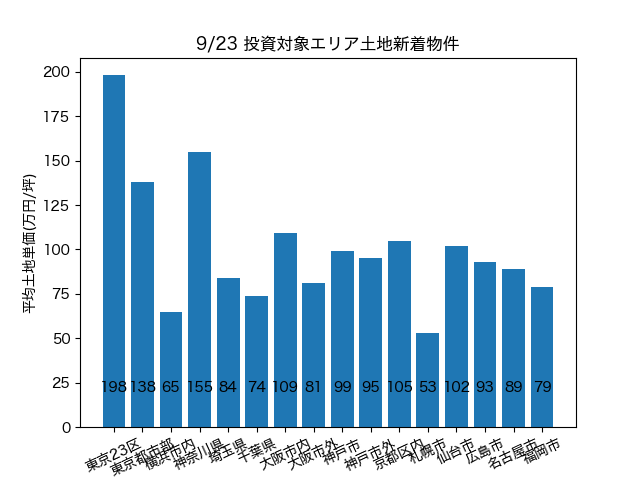 9/23 投資対象エリア土地新着物件
平均土地単価(万円/坪)
200
175
150
125
100
75
50
25
0
198 138 65 155 84 74 109 81 99 95 105 53 102 93 89 79
東京23区 東京都市部 横浜市内 神奈川県 埼玉県 千葉県 大阪市内 大阪市外 神戸市 神戸市外 京都区内 札幌市 仙台市 広島市 名古屋市 福岡市